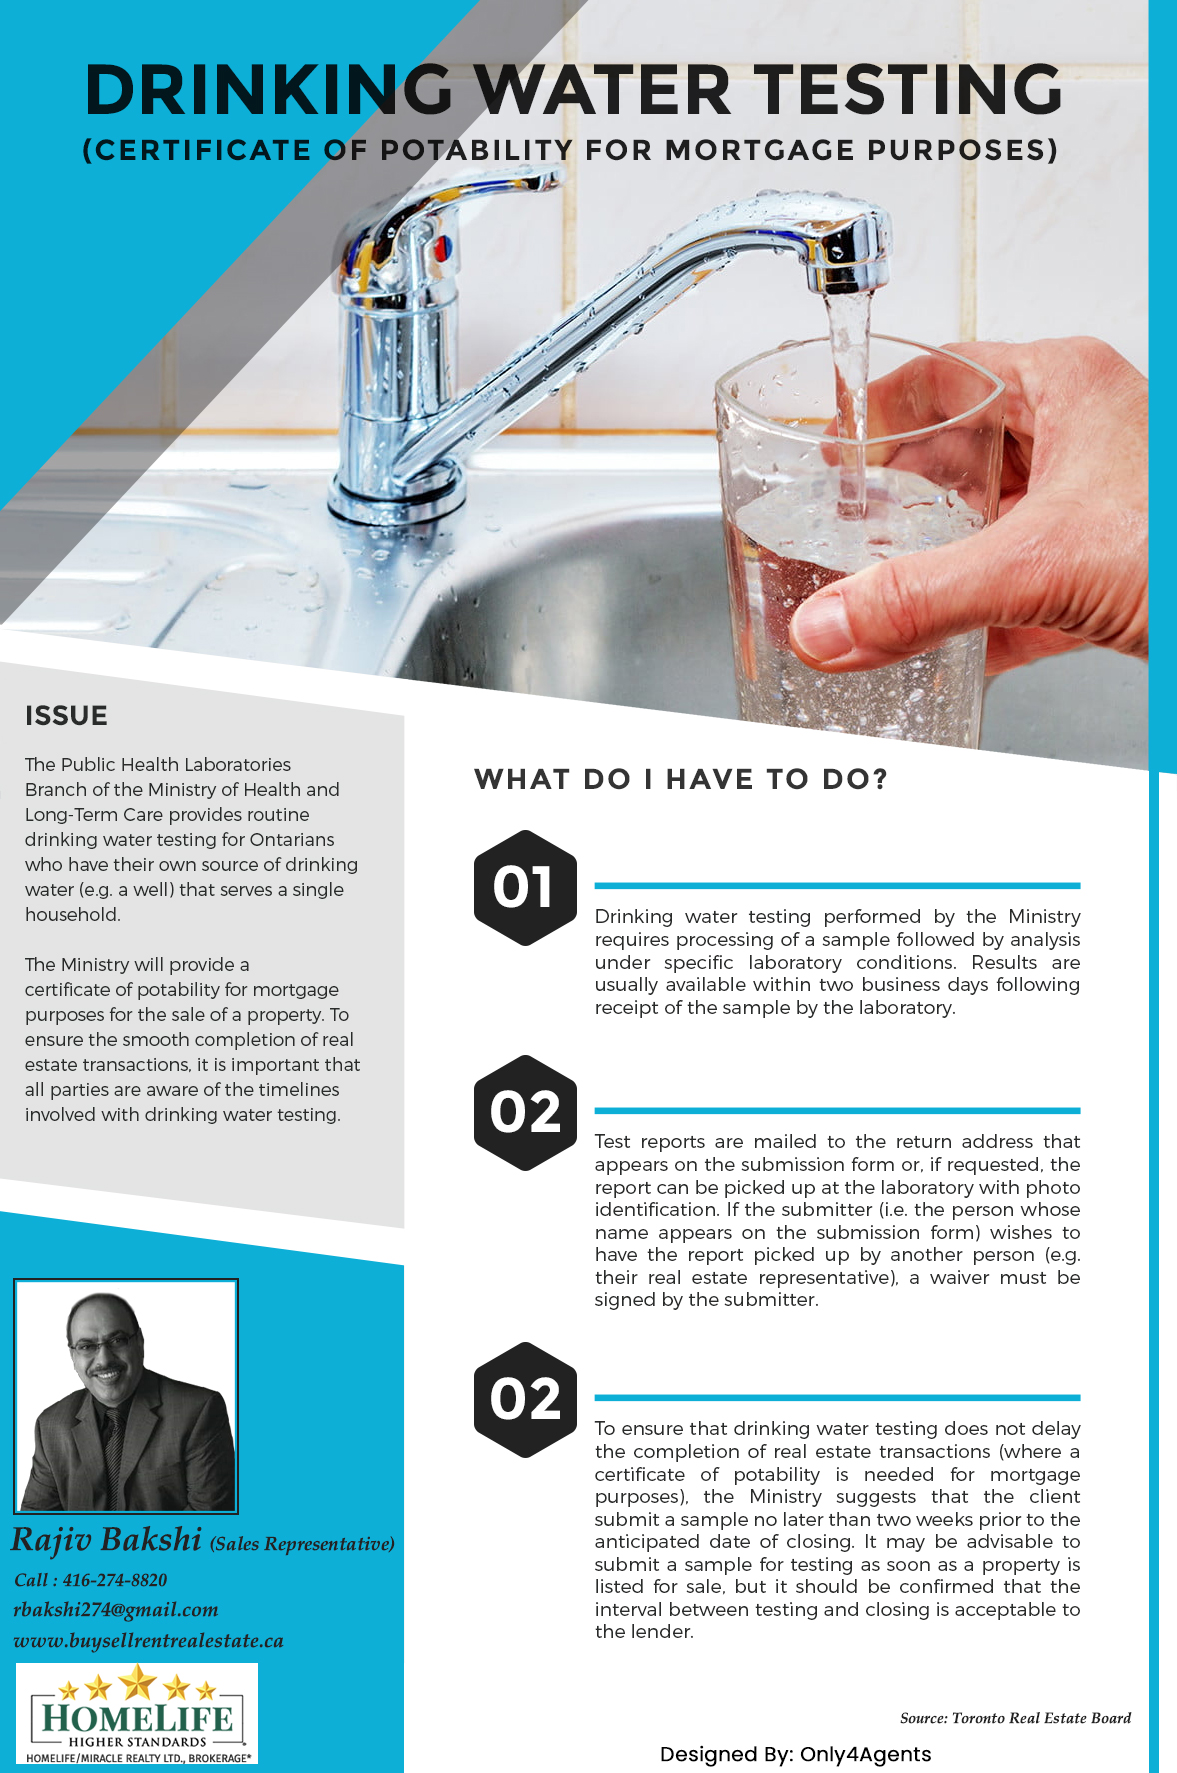 DRINKING WATER TESTING
(CERTIFICATE OF POTABILITY FOR MORTGAGE PURPOSES)
ISSUE
The Public Health Laboratories
Branch of the Ministry of Health and
Long-Term Care provides routine
drinking water testing for Ontarians
who have their own source of drinking
water (e.g. a well) that serves a single
household.
The Ministry will provide a
certificate of potability for mortgage
purposes for the sale of a property. To
ensure the smooth completion of real
estate transactions, it is important that
all parties are aware of the timelines
involved with drinking water testing.
WHAT DO I HAVE TO DO?
01
Drinking water testing performed by the Ministry
requires processing of a sample followed by analysis
under specific laboratory conditions. Results are
usually available within two business days following
receipt of the sample by the laboratory.
02
Test reports are mailed to the return address that
appears on the submission form or, if requested, the
report can be picked up at the laboratory with photo
identification. If the submitter (i.e. the person whose
name appears on the submission form) wishes to
have the report picked up by another person (e.g.
their real estate representative), a waiver must be
signed by the submitter.
02
To ensure that drinking water testing does not delay
the completion of real estate transactions (where a
certificate of potability is needed for mortgage
purposes), the Ministry suggests that the client
submit a sample no later than two weeks prior to the
anticipated date of closing. It may be advisable to
submit a sample for testing as soon as a property is
listed for sale, but it should be confirmed that the
interval between testing and closing is acceptable to
the lender.
Rajiv Bakshi (Sales Representative)
Call : 416-274-8820
rbakshi274@gmail.com
www.buysellrentrealestate.ca
HOMELIFE
HIGHER STANDARDS
HOMELIFE/MIRACLE REALTY LTD., BROKERAGE*
Source: Toronto Real Estate Board
Designed By: Only4Agents